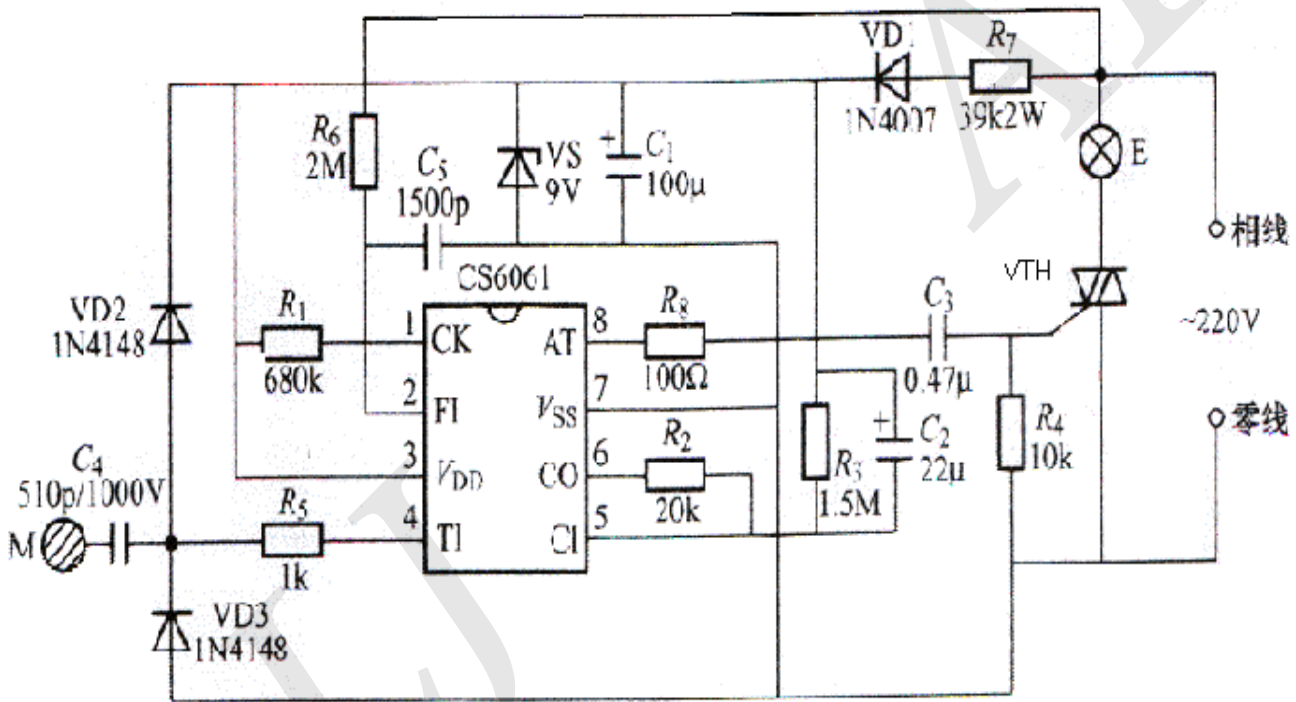 VD1
R7
1N4007
39k2W
R6
2M
C5
1500p
VS
9V
+
C1
100μ
E
相线
VTH
CS6061
VD2
1N4148
R1
680k
1
CK
AT
8
R8
100Ω
C3
0.47μ
~220V
2
FI
VSS
7
R4
10k
零线
C4
510p/1000V
3
VDD
CO
6
R2
20k
R3
1.5M
+
C2
22μ
M
R5
1k
4
TI
CI
5
VD3
1N4148